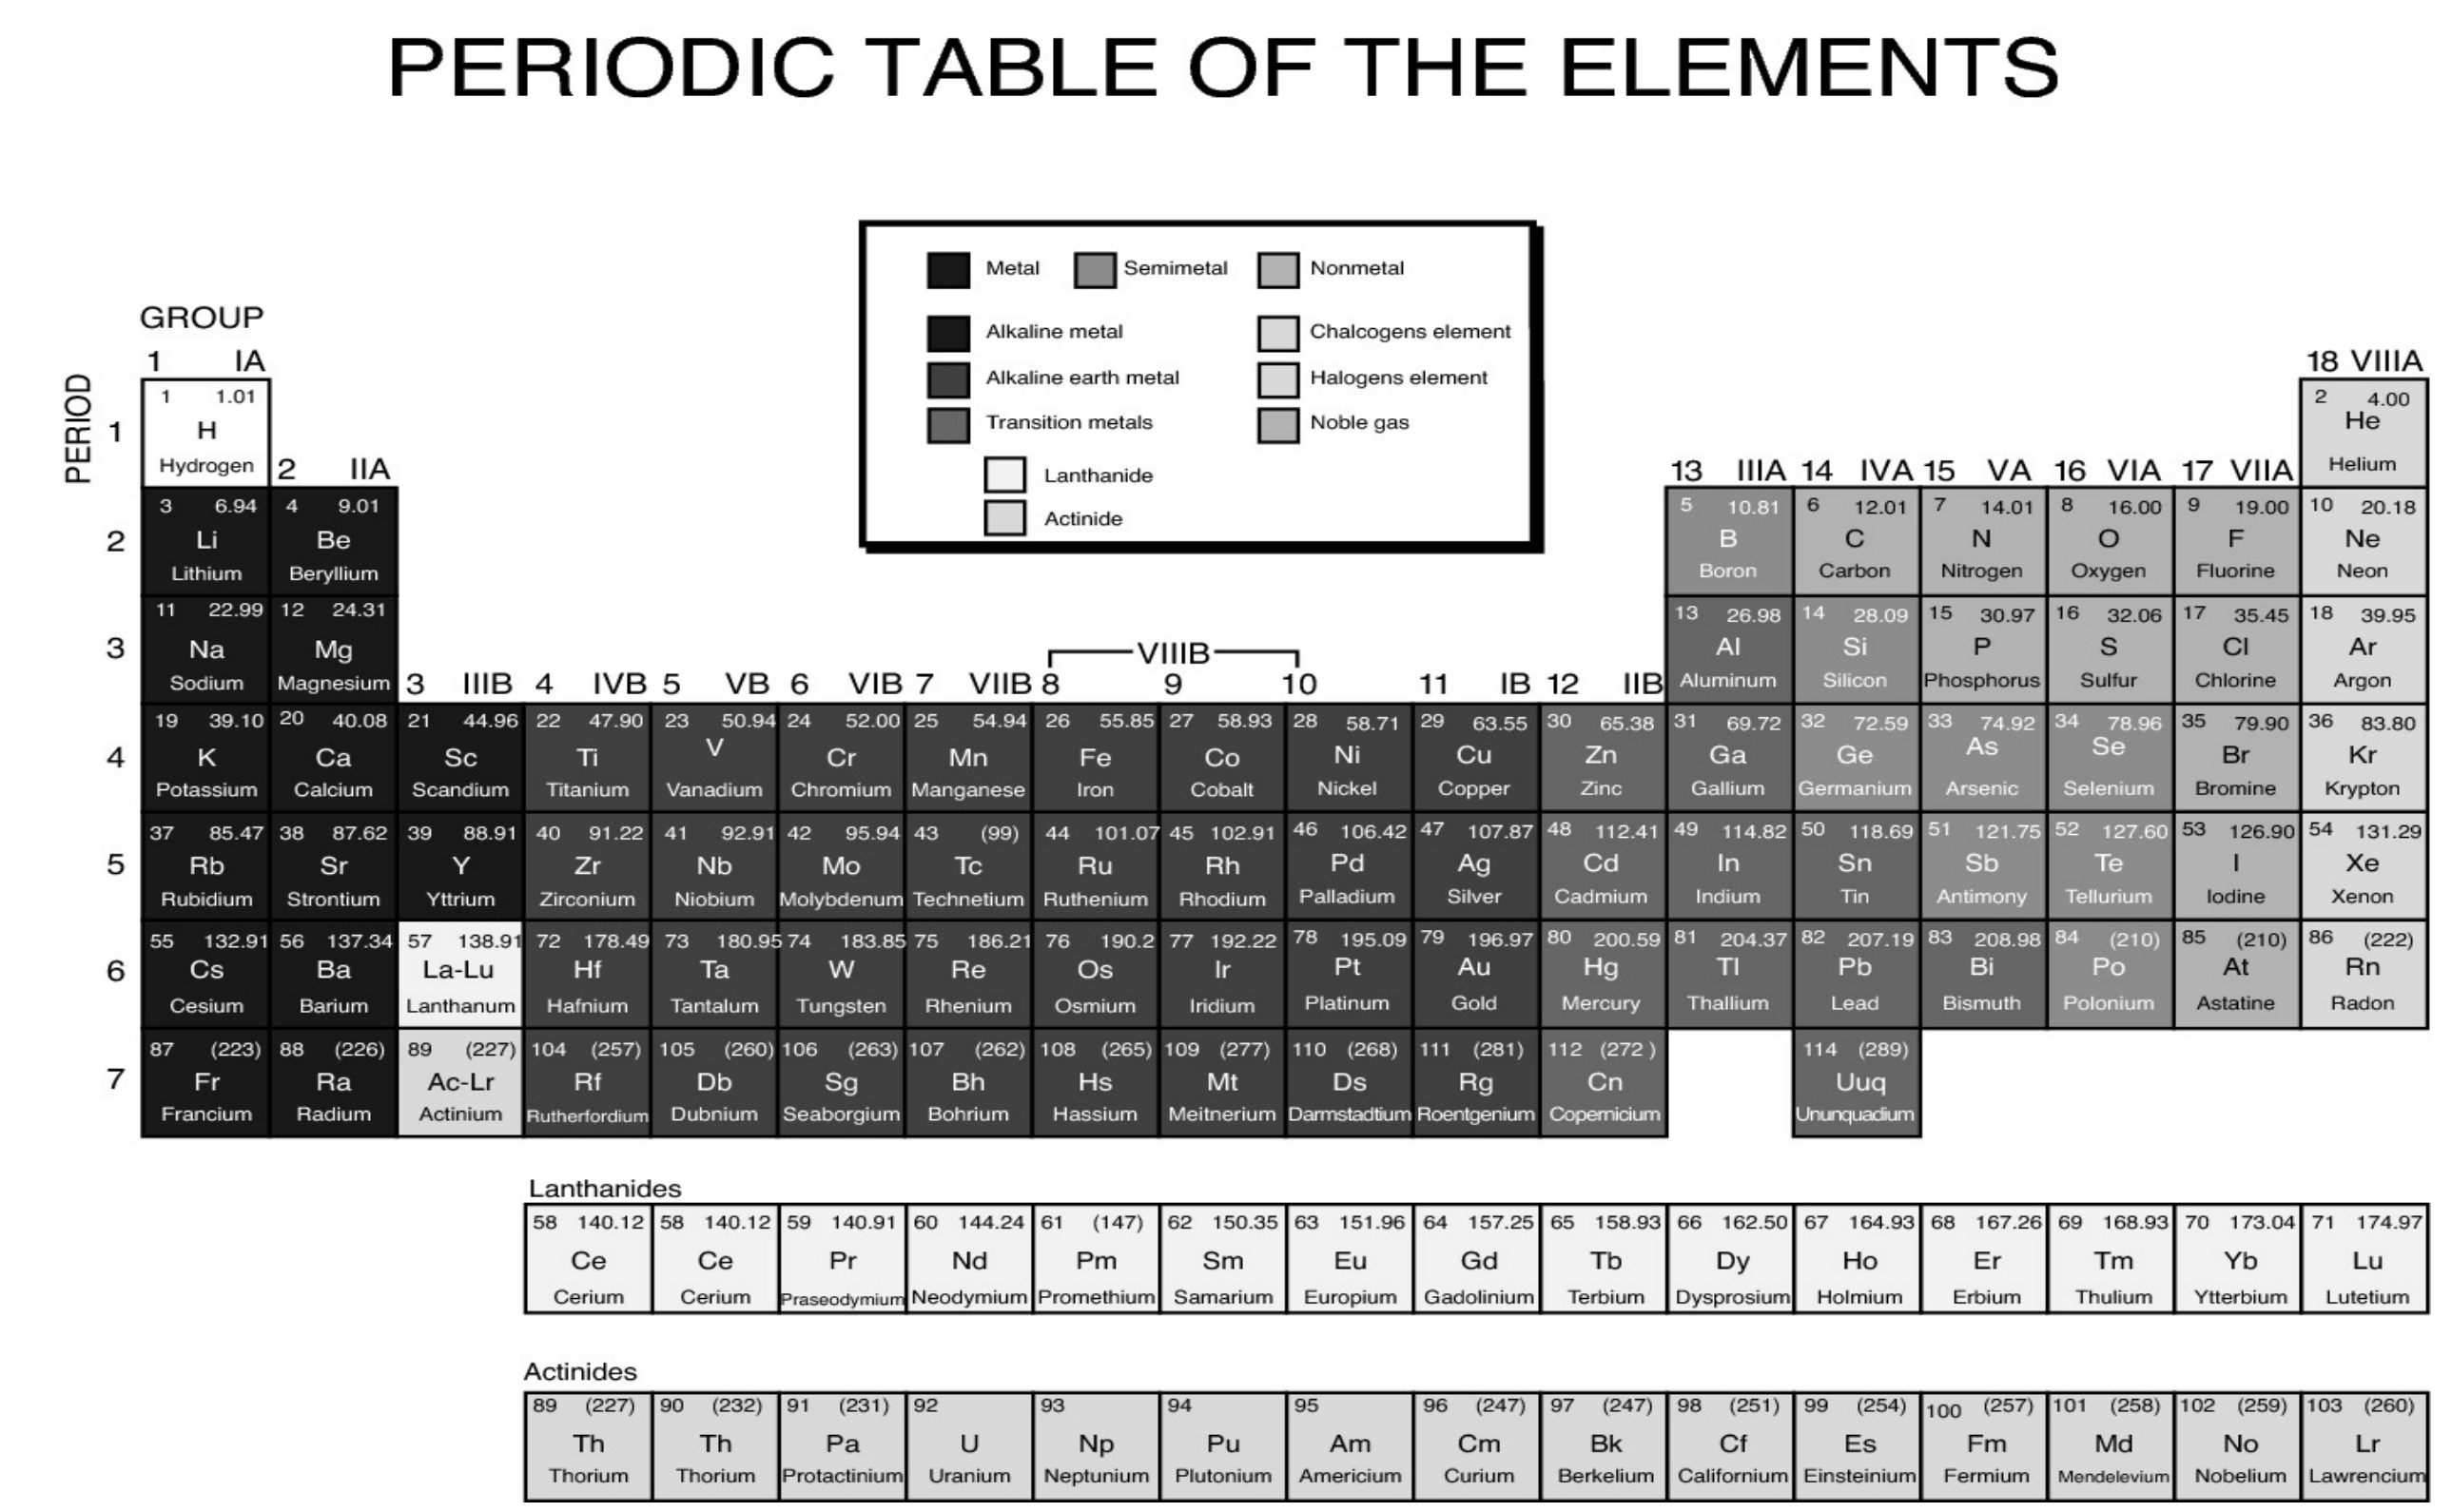 PERIODIC TABLE OF THE ELEMENTS
Metal Semimetal Nonmetal
Alkaline metal Chalcogens element
Alkaline earth metal Halogens element
Transition metals Noble gas
Lanthanide
Actinide
GROUP
PERIOD
1 IA 18 VIIIA
1 1.01 2 4.00
1 H He
Hydrogen Helium
2 IIA 13 IIIA 14 IVA 15 VA 16 VIA 17 VIIA
3 6.94 4 9.01 5 10.81 6 12.01 7 14.01 8 16.00 9 19.00 10 20.18
2 Li Be B C N O F Ne
Lithium Beryllium Boron Carbon Nitrogen Oxygen Fluorine Neon
11 22.99 12 24.31 13 26.98 14 28.09 15 30.97 16 32.06 17 35.45 18 39.95
3 Na Mg Al Si P S Cl Ar
Sodium Magnesium Aluminum Silicon Phosphorus Sulfur Chlorine Argon
VIIIB
3 IIIB 4 IVB 5 VB 6 VIB 7 VIIB 8 9 10 11 IB 12 IIB
19 39.10 20 40.08 21 44.96 22 47.90 23 50.94 24 52.00 25 54.94 26 55.85 27 58.93 28 58.71 29 63.55 30 65.38 31 69.72 32 72.59 33 74.92 34 78.96 35 79.90 36 83.80
4 K Ca Sc Ti V Cr Mn Fe Co Ni Cu Zn Ga Ge As Se Br Kr
Potassium Calcium Scandium Titanium Vanadium Chromium Manganese Iron Cobalt Nickel Copper Zinc Gallium Germanium Arsenic Selenium Bromine Krypton
37 85.47 38 87.62 39 88.91 40 91.22 41 92.91 42 95.94 43 (99) 44 101.07 45 102.91 46 106.42 47 107.87 48 112.41 49 114.82 50 118.69 51 121.75 52 127.60 53 126.90 54 131.29
5 Rb Sr Y Zr Nb Mo Tc Ru Rh Pd Ag Cd In Sn Sb Te I Xe
Rubidium Strontium Yttrium Zirconium Niobium Molybdenum Technetium Ruthenium Rhodium Palladium Silver Cadmium Indium Tin Antimony Tellurium Iodine Xenon
55 132.91 56 137.34 57 138.91 72 178.49 73 180.95 74 183.85 75 186.21 76 190.2 77 192.22 78 195.09 79 196.97 80 200.59 81 204.37 82 207.19 83 208.98 84 (210) 85 (210) 86 (222)
6 Cs Ba La-Lu Hf Ta W Re Os Ir Pt Au Hg Tl Pb Bi Po At Rn
Cesium Barium Lanthanum Hafnium Tantalum Tungsten Rhenium Osmium Iridium Platinum Gold Mercury Thallium Lead Bismuth Polonium Astatine Radon
87 (223) 88 (226) 89 (227) 104 (257) 105 (260) 106 (263) 107 (262) 108 (265) 109 (277) 110 (268) 111 (281) 112 (272 ) 114 (289)
7 Fr Ra Ac-Lr Rf Db Sg Bh Hs Mt Ds Rg Cn Uuq
Francium Radium Actinium Rutherfordium Dubnium Seaborgium Bohrium Hassium Meitnerium Darmstadtium Roentgenium Copernicium Ununquadium
Lanthanides
58 140.12 58 140.12 59 140.91 60 144.24 61 (147) 62 150.35 63 151.96 64 157.25 65 158.93 66 162.50 67 164.93 68 167.26 69 168.93 70 173.04 71 174.97
Ce Ce Pr Nd Pm Sm Eu Gd Tb Dy Ho Er Tm Yb Lu
Cerium Cerium Praseodymium Neodymium Promethium Samarium Europium Gadolinium Terbium Dysprosium Holmium Erbium Thulium Ytterbium Lutetium
Actinides
89 (227) 90 (232) 91 (231) 92 93 94 95 96 (247) 97 (247) 98 (251) 99 (254) 100 (257) 101 (258) 102 (259) 103 (260)
Th Th Pa U Np Pu Am Cm Bk Cf Es Fm Md No Lr
Thorium Thorium Protactinium Uranium Neptunium Plutonium Americium Curium Berkelium Californium Einsteinium Fermium Mendelevium Nobelium Lawrencium